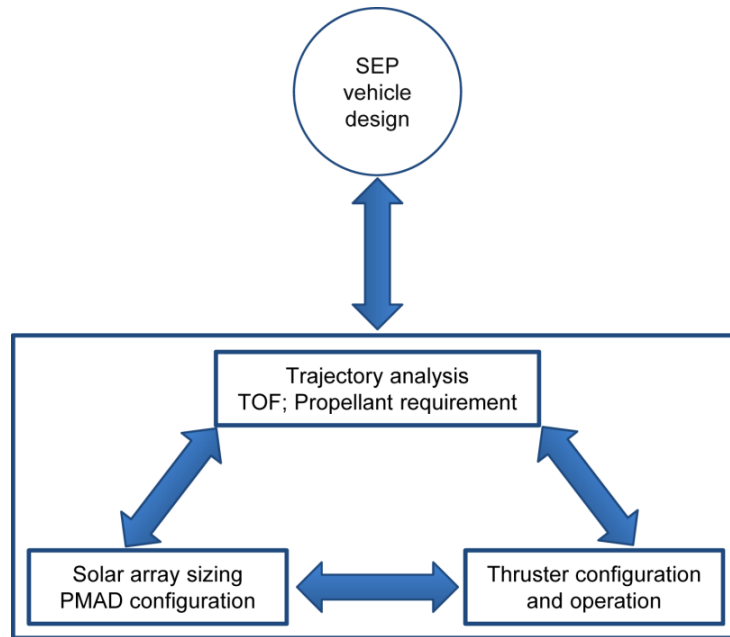 SEP
vehicle
design
Trajectory analysis
TOF; Propellant requirement
Solar array sizing
PMAD configuration
Thruster configuration
and operation